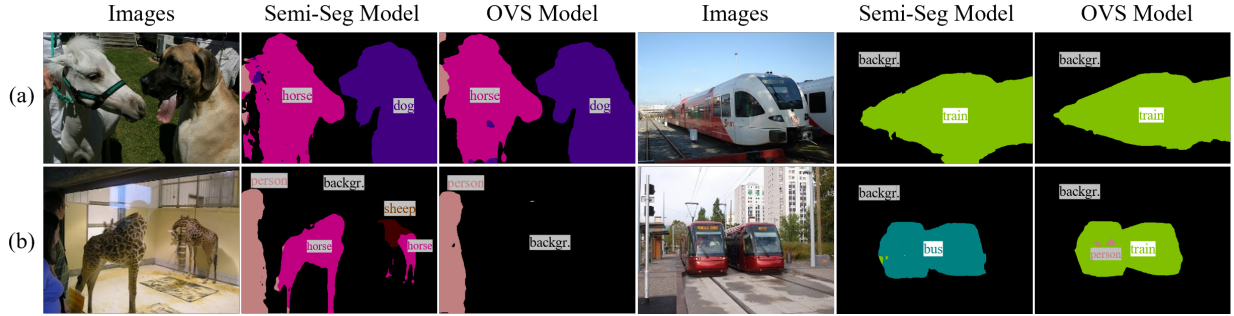 Images Semi-Seg Model OVS Model Images Semi-Seg Model OVS Model
(a)
horse dog
horse dog
backgr.
train
backgr.
train
(b)
person backgr.
sheep
horse horse
person
backgr.
backgr.
bus
backgr.
person train